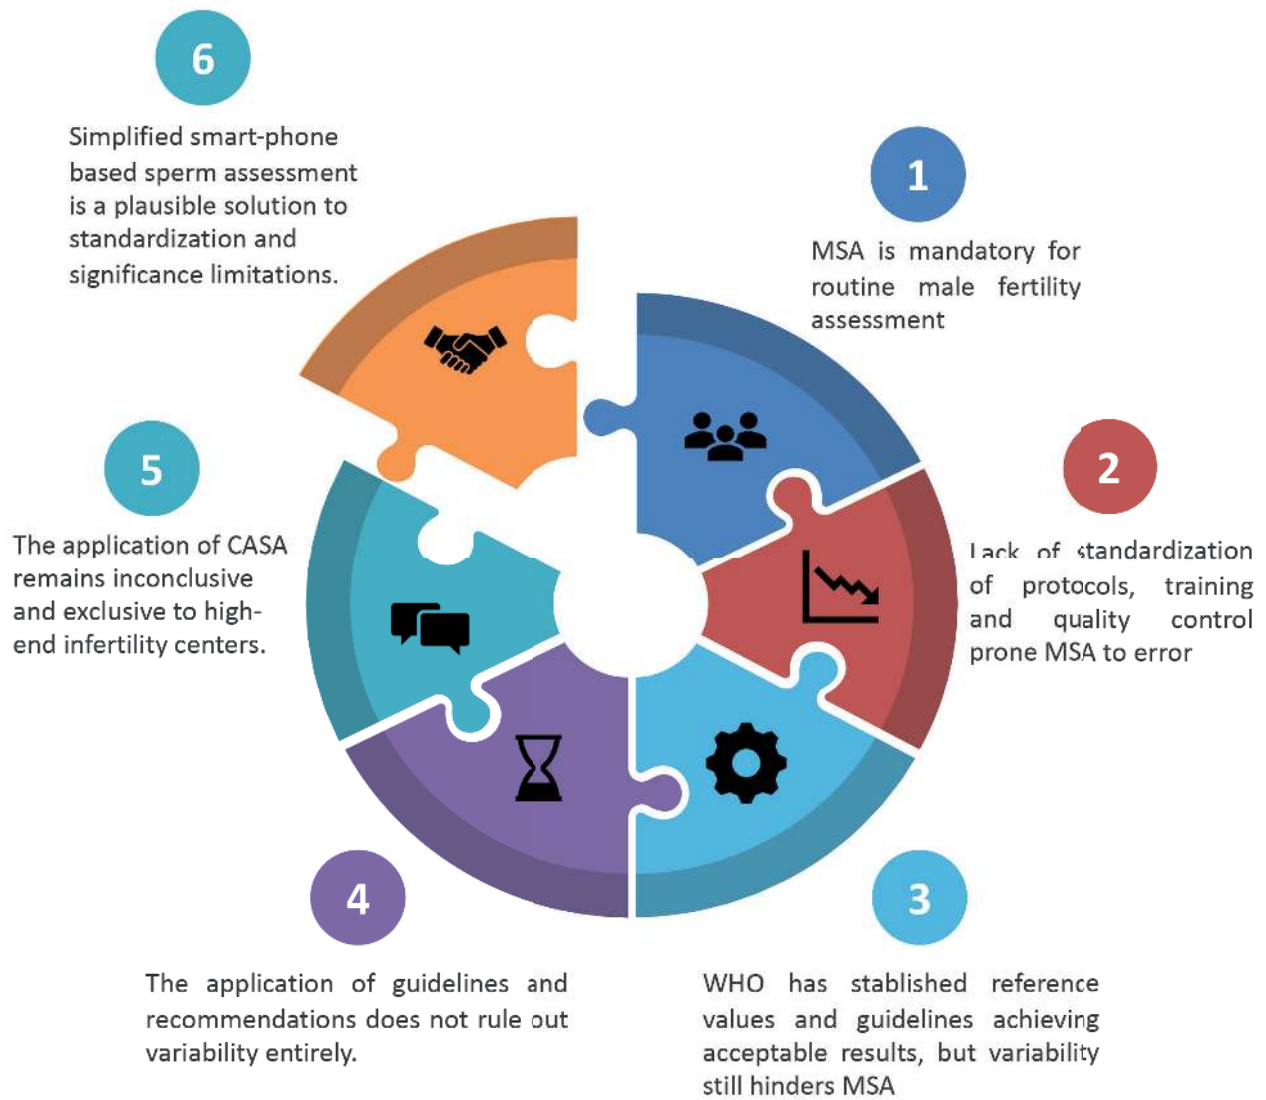 6
Simplified smart-phone
based sperm assessment
is a plausible solution to
standardization and
significance limitations.
1
MSA is mandatory for
routine male fertility
assessment
2
Lack of standardization
of protocols, training
and quality control
prone MSA to error
3
WHO has stablished reference
values and guidelines achieving
acceptable results, but variability
still hinders MSA
4
The application of guidelines and
recommendations does not rule out
variability entirely.
5
The application of CASA
remains inconclusive
and exclusive to high-
end infertility centers.